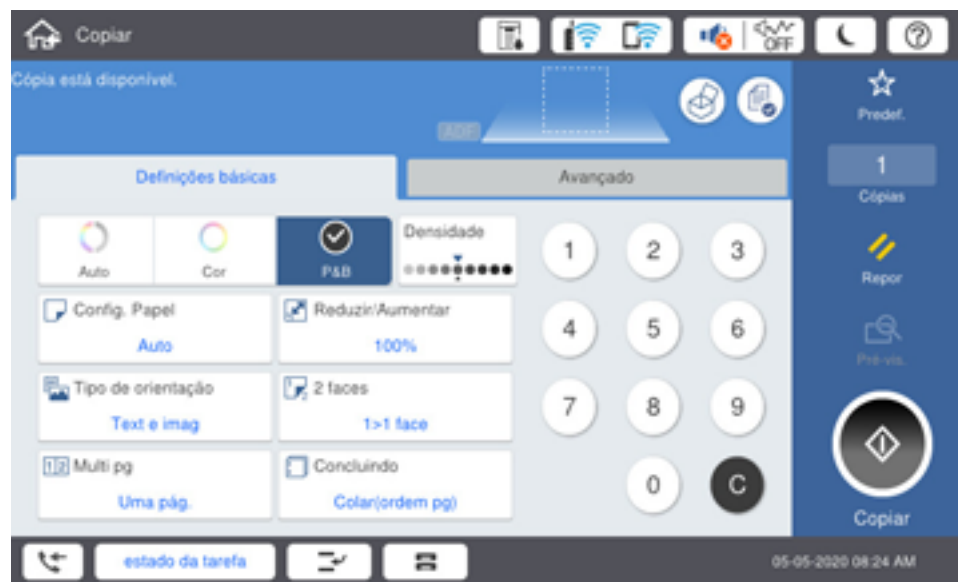 Copiar
OFF
Cópia está disponível.
ADF
Predef.
Definições básicas
Avançado
1
Cópias
Auto
Cor
P&B
Densidade
1
2
3
Repor
Config. Papel
Auto
Reduzir/Aumentar
100%
4
5
6
Pré-vis.
Tipo de orientação
Text e imag
2 faces
1>1 face
7
8
9
1 2 Multi pg
Uma pág.
Concluindo
Colar(ordem pg)
0
C
Copiar
estado da tarefa
05-05-2020 08:24 AM